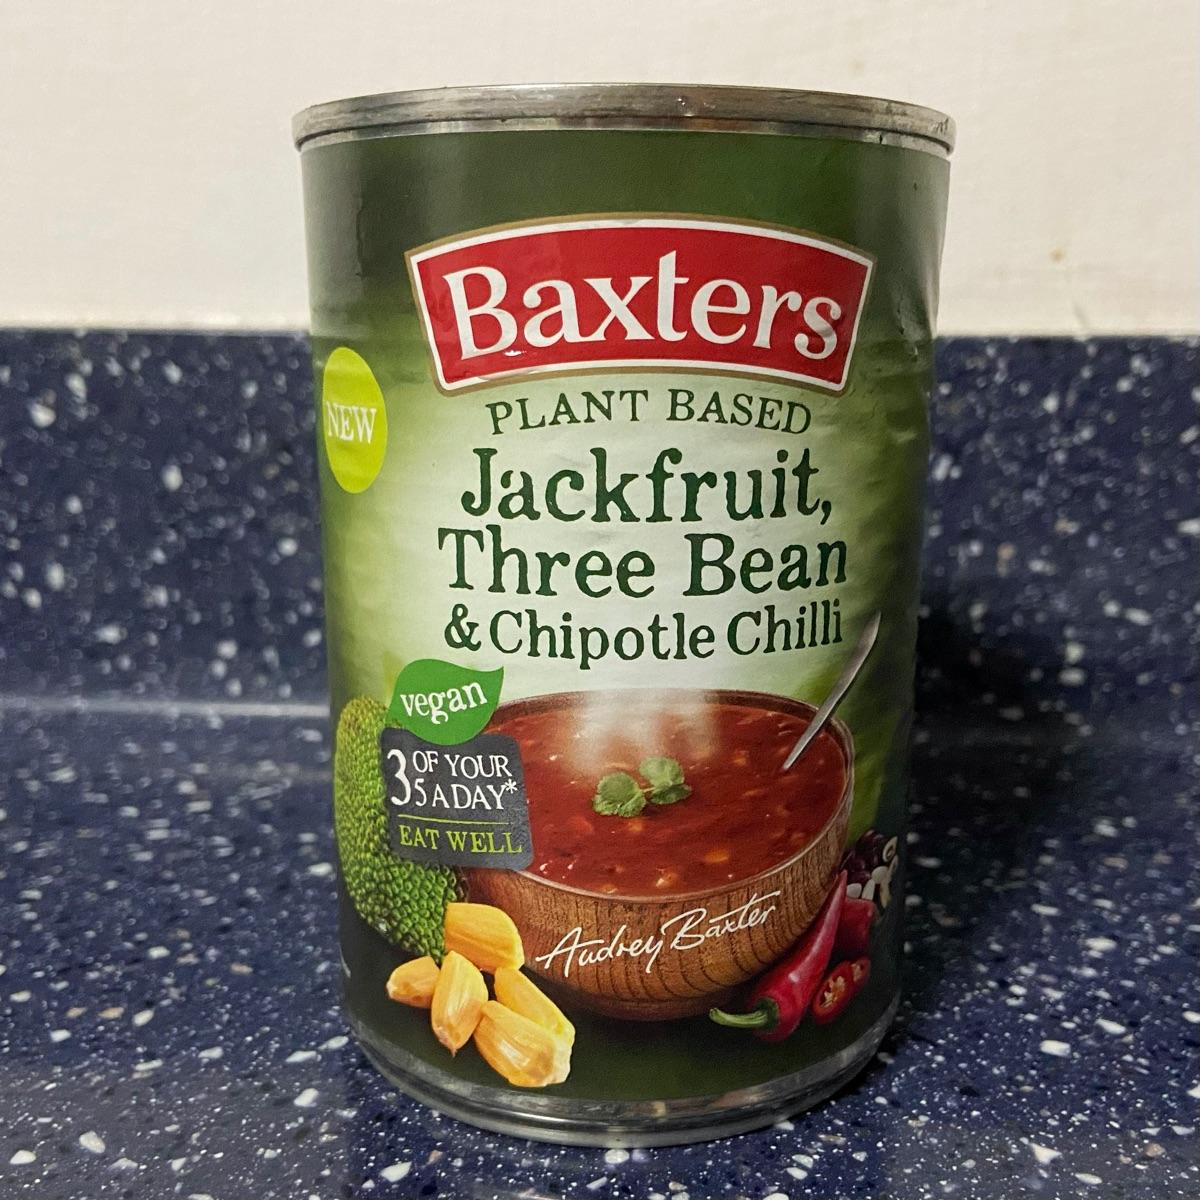 Baxters
PLANT BASED
NEW
Jackfruit,
Three Bean
& Chipotle Chilli
vegan
3 OF YOUR
5 A DAY*
EAT WELL
Audrey Baxter